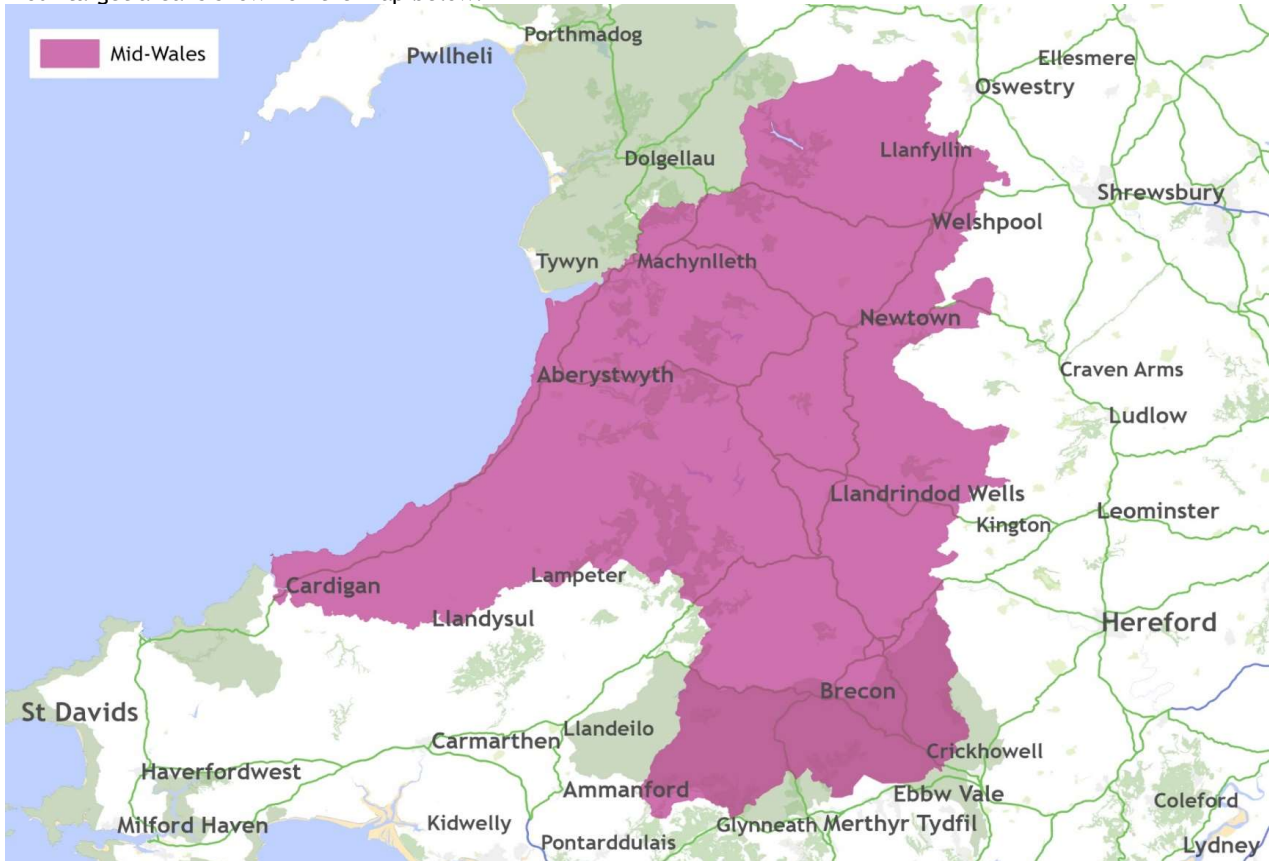 Mid-Wales
Porthmadog
Pwllheli
Ellesmere
Oswestry
Llanfyllin
Dolgellau
Shrewsbury
Welshpool
Tywyn
Machynlleth
Newtown
Aberystwyth
Craven Arms
Ludlow
Llandrindod Wells
Leominster
Kington
Lampeter
Cardigan
Llandysul
Hereford
Brecon
St Davids
Llandeilo
Carmarthen
Crickhowell
Haverfordwest
Ammanford
Ebbw Vale
Coleford
Milford Haven
Kidwelly
Glynneath
Merthyr Tydfil
Pontarddulais
Lydney